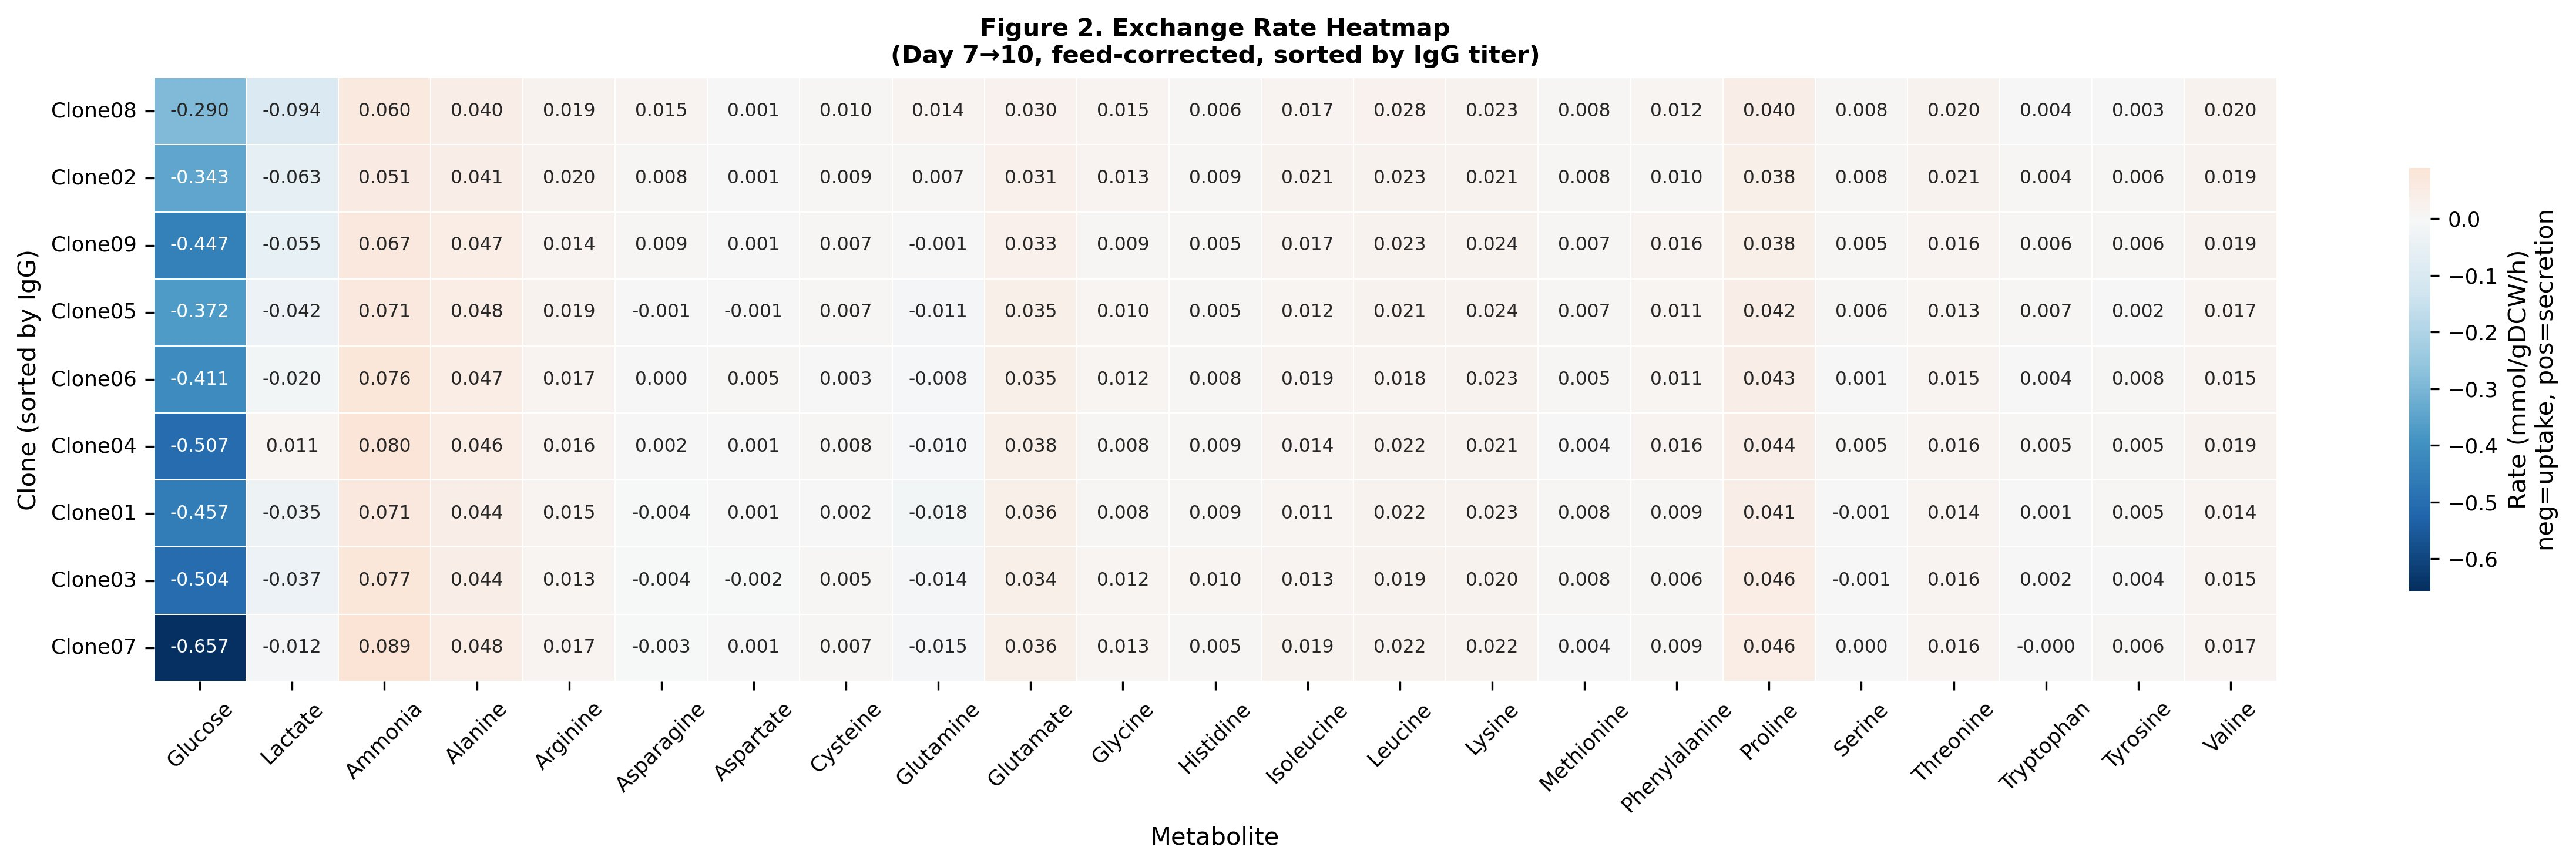 Figure 2. Exchange Rate Heatmap
(Day 7→10, feed-corrected, sorted by IgG titer)
Clone (sorted by IgG)
Clone08 -0.290 -0.094 0.060 0.040 0.019 0.015 0.001 0.010 0.014 0.030 0.015 0.006 0.017 0.028 0.023 0.008 0.012 0.040 0.008 0.020 0.004 0.003 0.020
Clone02 -0.343 -0.063 0.051 0.041 0.020 0.008 0.001 0.009 0.007 0.031 0.013 0.009 0.021 0.023 0.021 0.008 0.010 0.038 0.008 0.021 0.004 0.006 0.019
Clone09 -0.447 -0.055 0.067 0.047 0.014 0.009 0.001 0.007 -0.001 0.033 0.009 0.005 0.017 0.023 0.024 0.007 0.016 0.038 0.005 0.016 0.006 0.006 0.019
Clone05 -0.372 -0.042 0.071 0.048 0.019 -0.001 -0.001 0.007 -0.011 0.035 0.010 0.005 0.012 0.021 0.024 0.007 0.011 0.042 0.006 0.013 0.007 0.002 0.017
Clone06 -0.411 -0.020 0.076 0.047 0.017 0.000 0.005 0.003 -0.008 0.035 0.012 0.008 0.019 0.018 0.023 0.005 0.011 0.043 0.001 0.015 0.004 0.008 0.015
Clone04 -0.507 0.011 0.080 0.046 0.016 0.002 0.001 0.008 -0.010 0.038 0.008 0.009 0.014 0.022 0.021 0.004 0.016 0.044 0.005 0.016 0.005 0.005 0.019
Clone01 -0.457 -0.035 0.071 0.044 0.015 -0.004 0.001 0.002 -0.018 0.036 0.008 0.009 0.011 0.022 0.023 0.008 0.009 0.041 -0.001 0.014 0.001 0.005 0.014
Clone03 -0.504 -0.037 0.077 0.044 0.013 -0.004 -0.002 0.005 -0.014 0.034 0.012 0.010 0.013 0.019 0.020 0.008 0.006 0.046 -0.001 0.016 0.002 0.004 0.015
Clone07 -0.657 -0.012 0.089 0.048 0.017 -0.003 0.001 0.007 -0.015 0.036 0.013 0.005 0.019 0.022 0.022 0.004 0.009 0.046 0.000 0.016 -0.000 0.006 0.017
Glucose Lactate Ammonia Alanine Arginine Asparagine Aspartate Cysteine Glutamine Glutamate Glycine Histidine Isoleucine Leucine Lysine Methionine Phenylalanine Proline Serine Threonine Tryptophan Tyrosine Valine
Metabolite
0.0
−0.1
−0.2
−0.3
−0.4
−0.5
−0.6
Rate (mmol/gDCW/h)
neg=uptake, pos=secretion